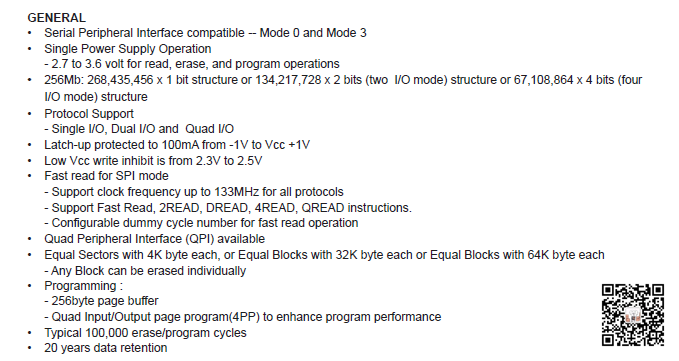 GENERAL
• Serial Peripheral Interface compatible -- Mode 0 and Mode 3
• Single Power Supply Operation
- 2.7 to 3.6 volt for read, erase, and program operations
• 256Mb: 268,435,456 x 1 bit structure or 134,217,728 x 2 bits (two I/O mode) structure or 67,108,864 x 4 bits (four
I/O mode) structure
• Protocol Support
- Single I/O, Dual I/O and Quad I/O
• Latch-up protected to 100mA from -1V to Vcc +1V
• Low Vcc write inhibit is from 2.3V to 2.5V
• Fast read for SPI mode
- Support clock frequency up to 133MHz for all protocols
- Support Fast Read, 2READ, DREAD, 4READ, QREAD instructions.
- Configurable dummy cycle number for fast read operation
• Quad Peripheral Interface (QPI) available
• Equal Sectors with 4K byte each, or Equal Blocks with 32K byte each or Equal Blocks with 64K byte each
- Any Block can be erased individually
• Programming :
- 256byte page buffer
- Quad Input/Output page program(4PP) to enhance program performance
• Typical 100,000 erase/program cycles
• 20 years data retention